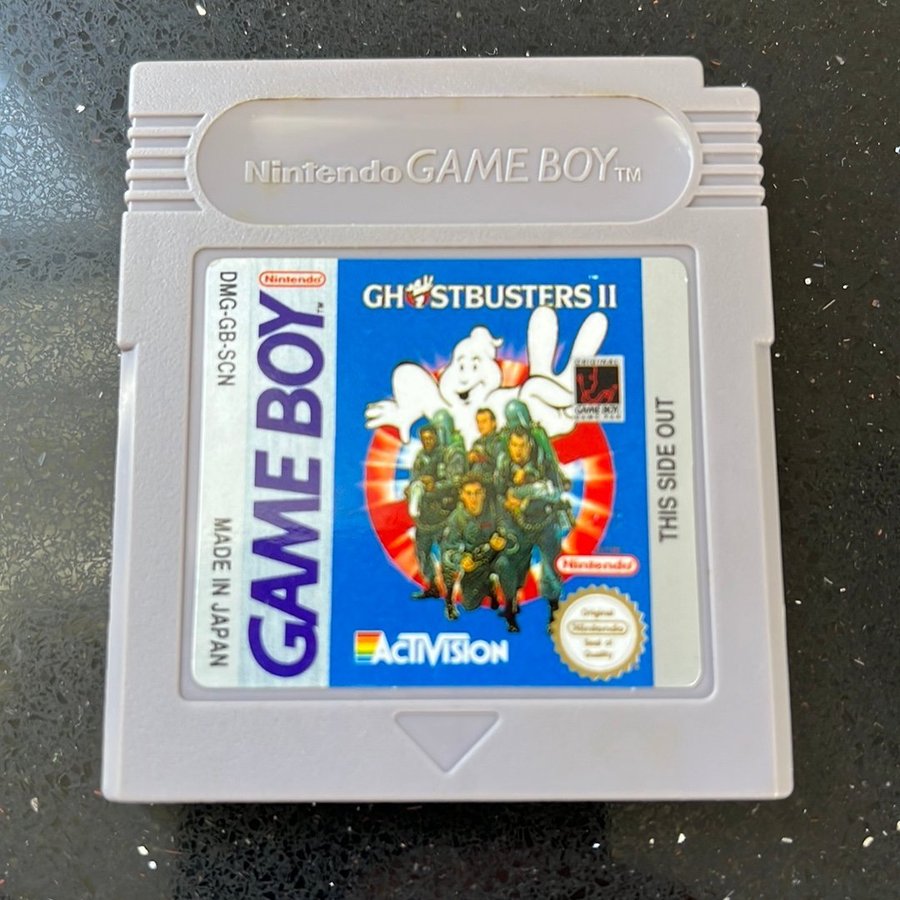 Nintendo GAME BOY™
DMG-GB-SCN
MADE IN JAPAN
Nintendo
GAME BOY™
GHOSTBUSTERS II
ORIGINAL
GAME BOY
THIS SIDE OUT
Nintendo
ACTIVISION
Original
Nintendo
Seal of
Quality